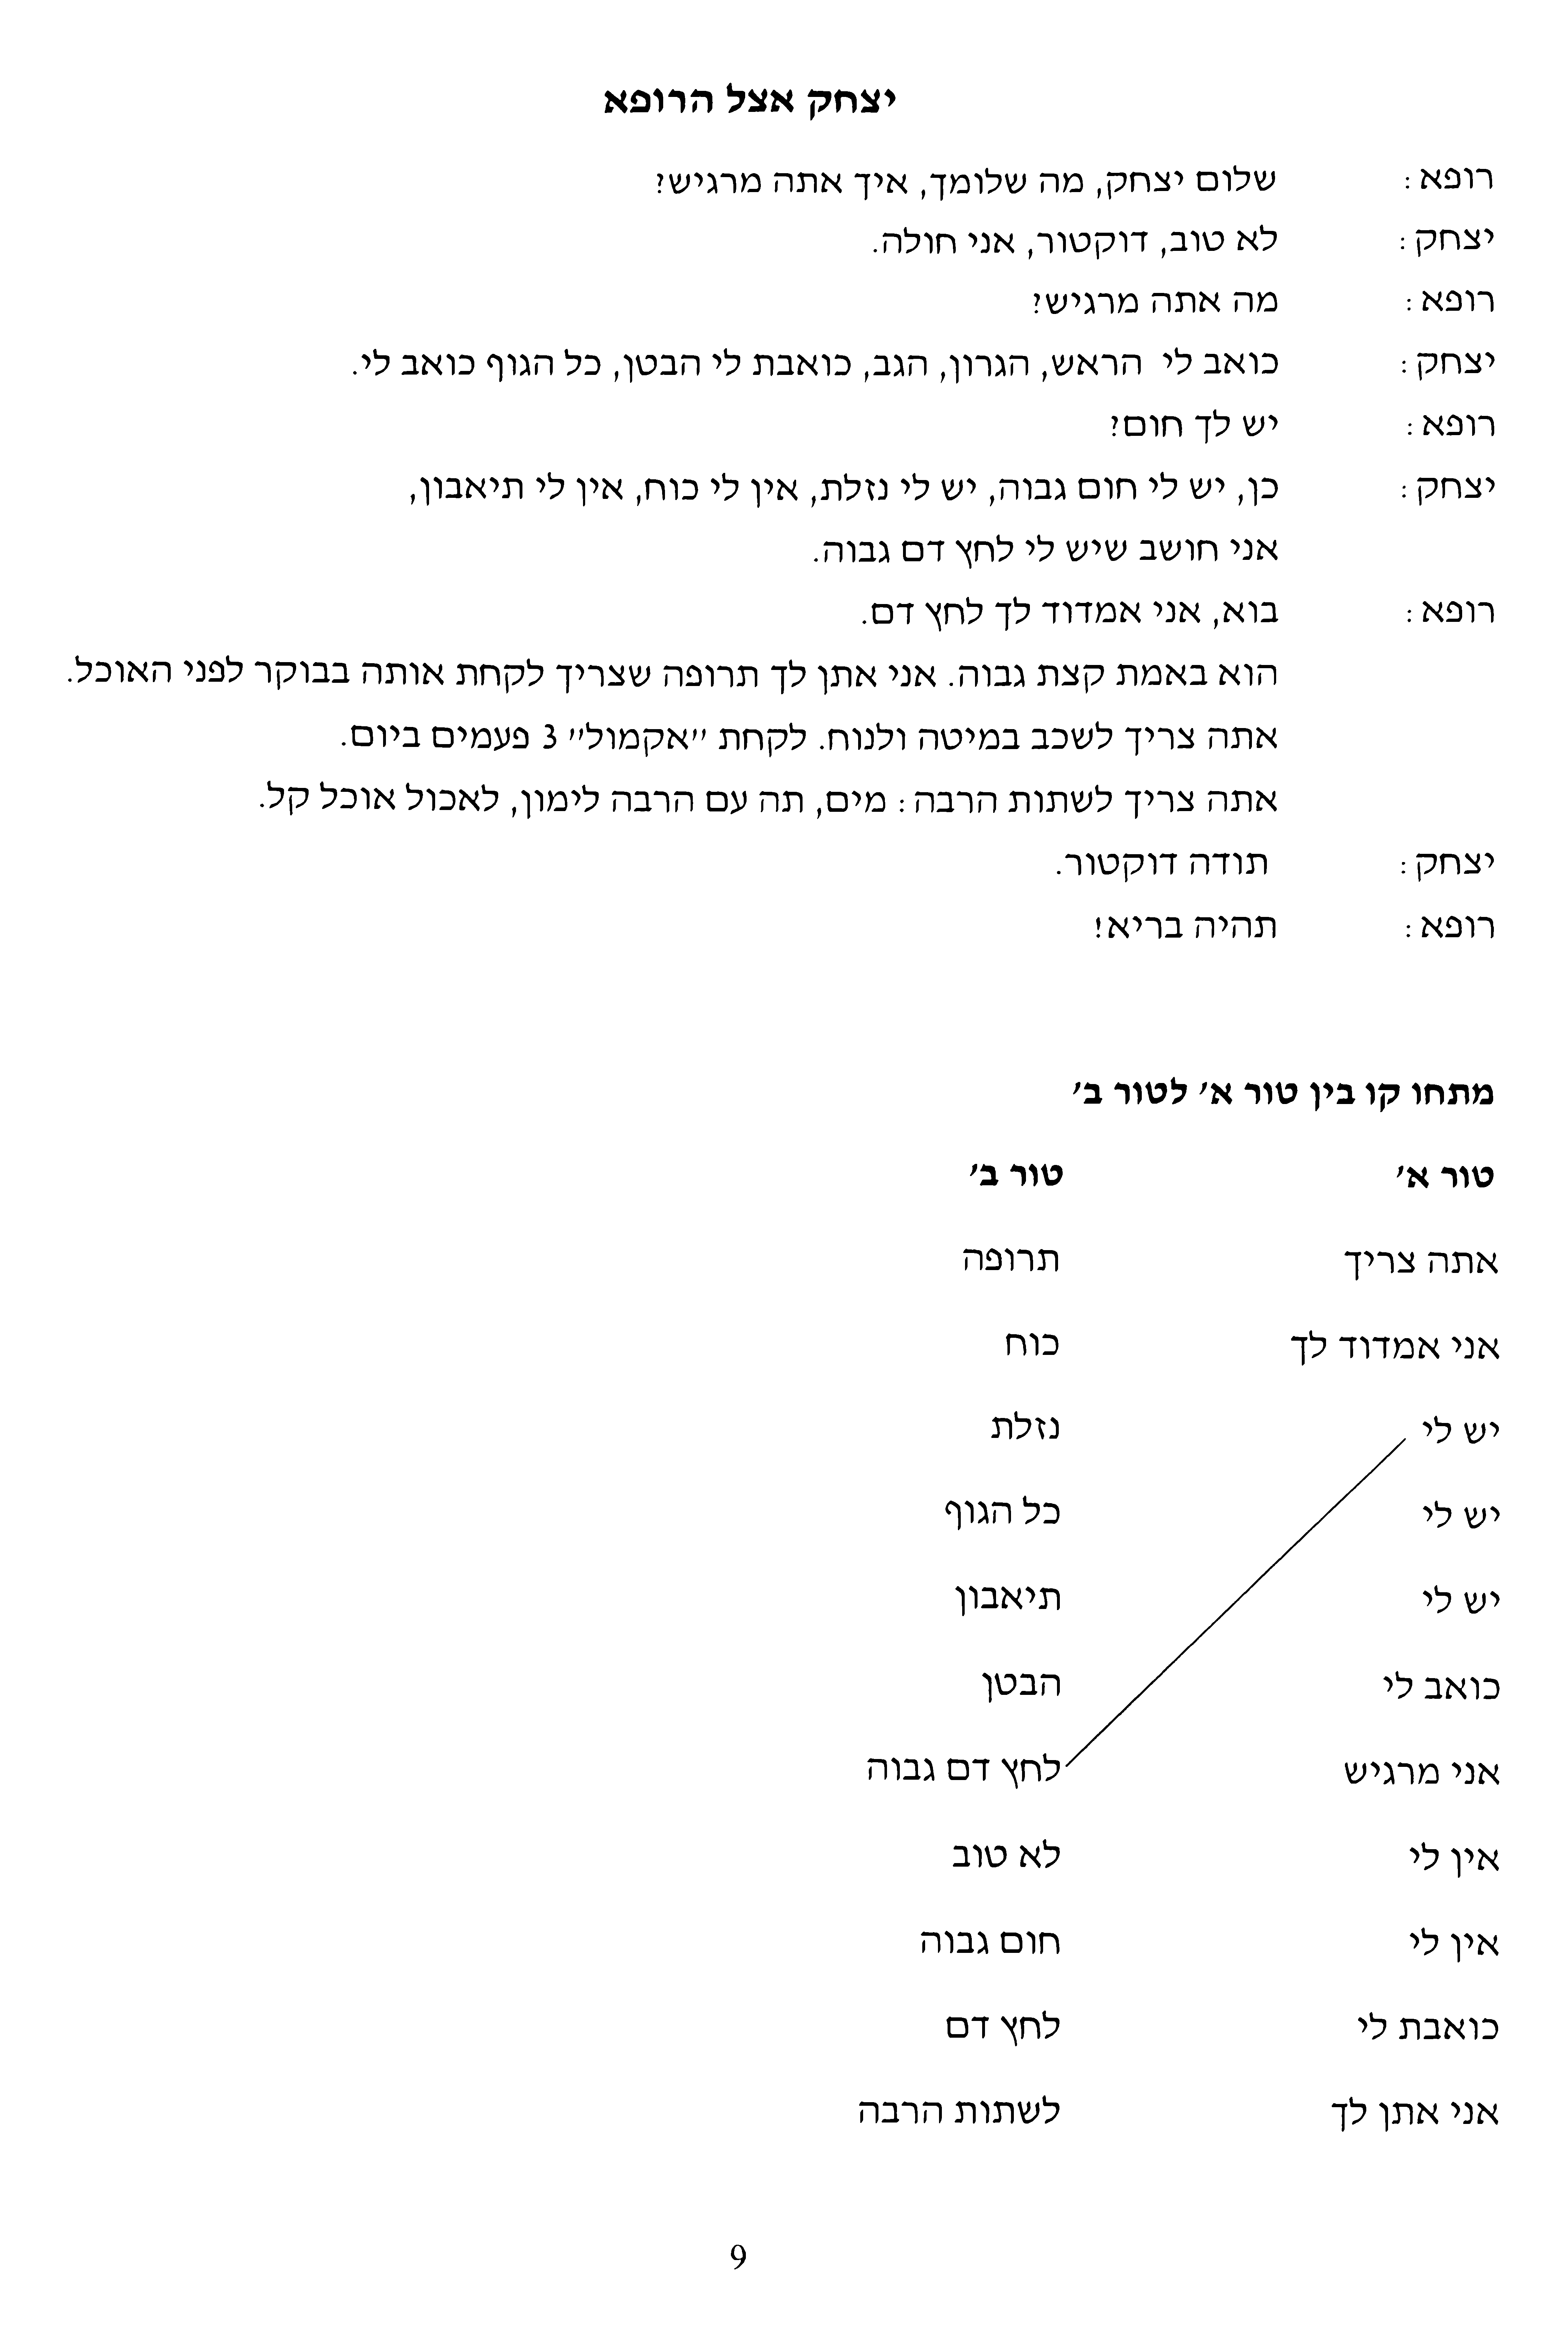 יצחק אצל הרופא
רופא: שלום יצחק, מה שלומך, איך אתה מרגיש?
יצחק: לא טוב, דוקטור, אני חולה.
רופא: מה אתה מרגיש?
יצחק: כואב לי הראש, הגרון, הגב, כואבת לי הבטן, כל הגוף כואב לי.
רופא: יש לך חום?
יצחק: כן, יש לי חום גבוה, יש לי נזלת, אין לי כוח, אין לי תיאבון,
אני חושב שיש לי לחץ דם גבוה.
רופא: בוא, אני אמדוד לך לחץ דם.
הוא באמת קצת גבוה. אני אתן לך תרופה שצריך לקחת אותה בבוקר לפני האוכל.
אתה צריך לשכב במיטה ולנוח. לקחת "אקמול" 3 פעמים ביום.
אתה צריך לשתות הרבה: מים, תה עם הרבה לימון, לאכול אוכל קל.
יצחק: תודה דוקטור.
רופא: תהיה בריא!
מתחו קו בין טור א' לטור ב'
טור א' טור ב'
אתה צריך תרופה
אני אמדוד לך כוח
יש לי נזלת
יש לי כל הגוף
יש לי תיאבון
כואב לי הבטן
אני מרגיש לחץ דם גבוה
אין לי לא טוב
אין לי חום גבוה
כואבת לי לחץ דם
אני אתן לך לשתות הרבה
9